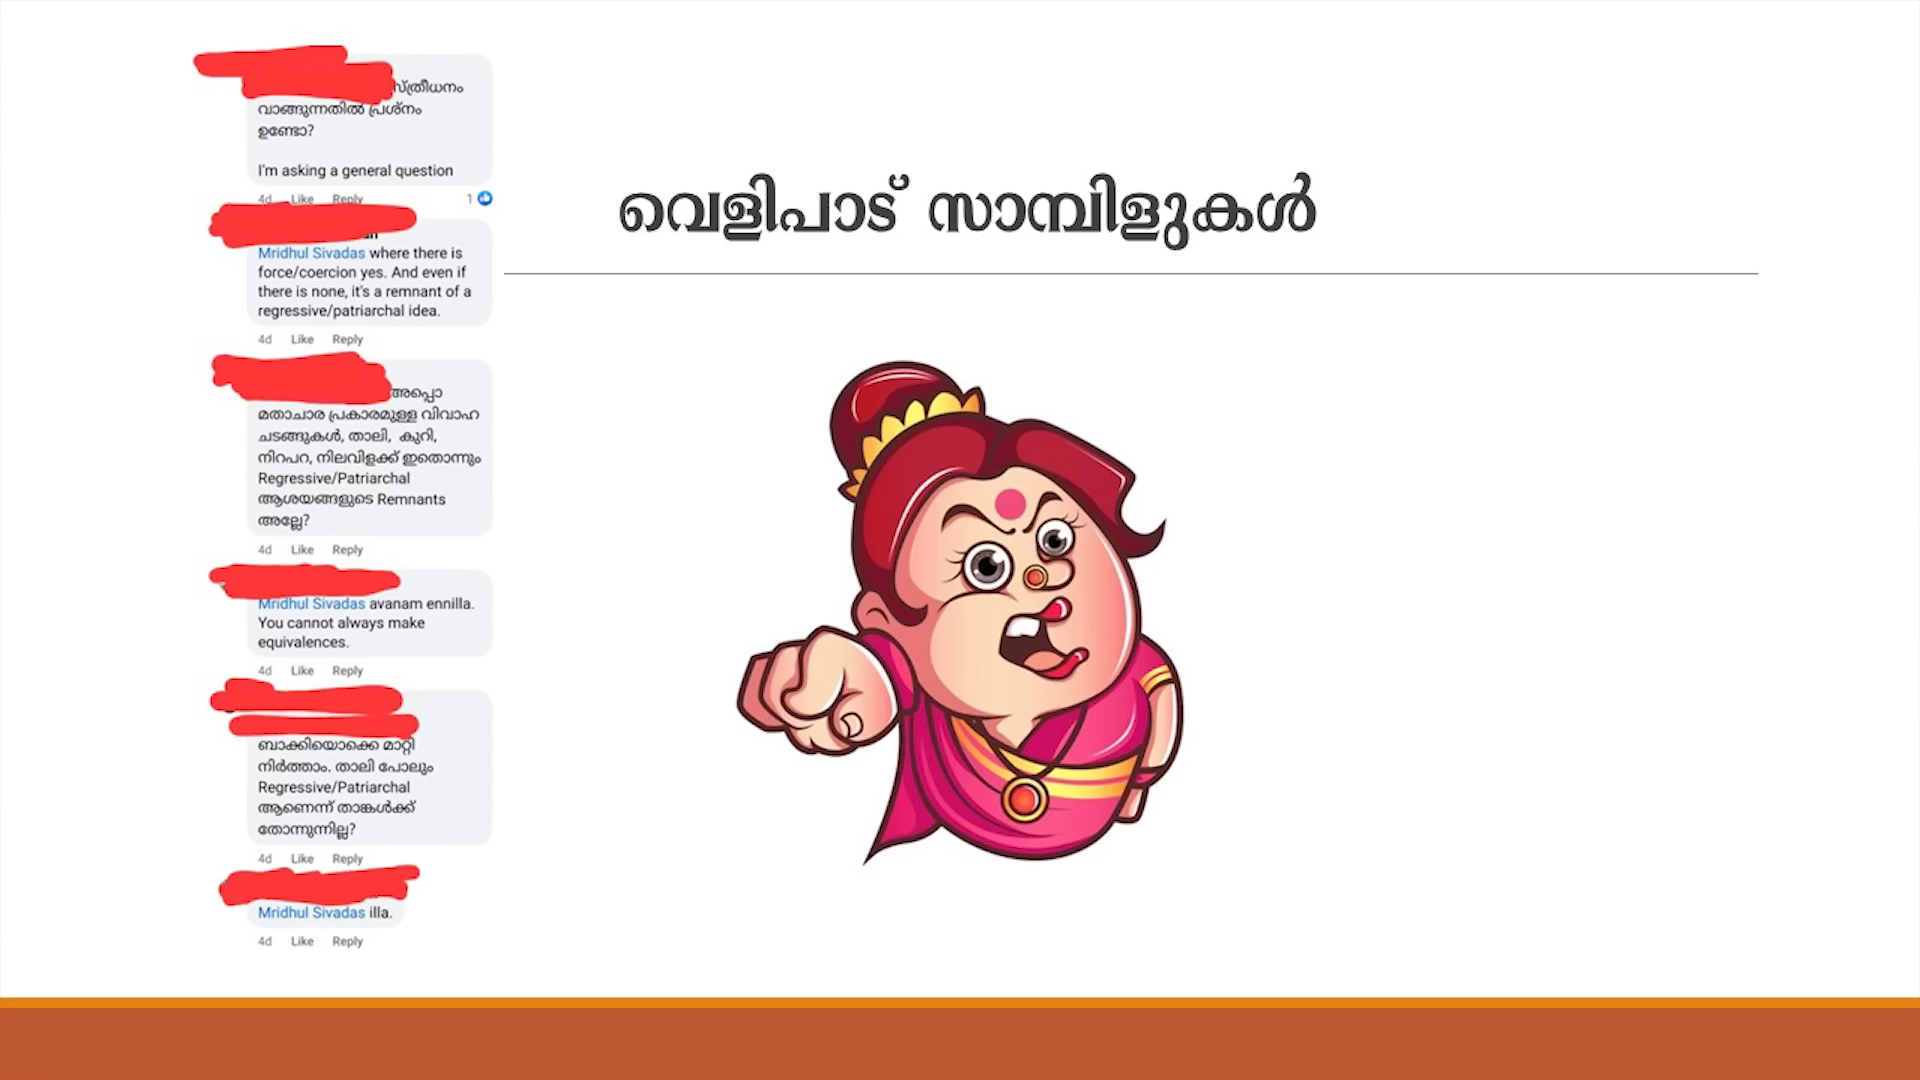 സ്ത്രീധനം
വാങ്ങുന്നതിൽ പ്രശ്നം
ഉണ്ടോ?
I'm asking a general question
4d Like Reply 1
Mridhul Sivadas where there is
force/coercion yes. And even if
there is none, it's a remnant of a
regressive/patriarchal idea.
4d Like Reply
അപ്പൊ
മതാചാര പ്രകാരമുള്ള വിവാഹ
ചടങ്ങുകൾ, താലി, കുറി,
നിറപറ, നിലവിളക്ക് ഇതൊന്നും
Regressive/Patriarchal
ആശയങ്ങളുടെ Remnants
അല്ലേ?
4d Like Reply
Mridhul Sivadas avanam ennilla.
You cannot always make
equivalences.
4d Like Reply
ബാക്കിയൊക്കെ മാറ്റി
നിർത്താം. താലി പോലും
Regressive/Patriarchal
ആണെന്ന് താങ്കൾക്ക്
തോന്നുന്നില്ല?
4d Like Reply
Mridhul Sivadas illa.
4d Like Reply
വെളിപാട് സാമ്പിളുകൾ